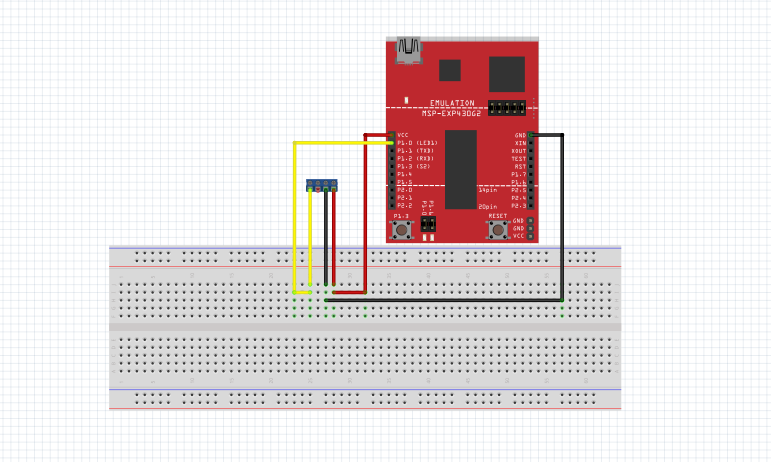 EMULATION
MSP-EXP430G2
VCC
P1.0 (LED1)
P1.1 (TXD)
P1.2 (RXD)
P1.3 (S2)
P1.4
P1.5
P2.0
P2.1
P2.2
GND
XIN
XOUT
TEST
RST
P1.7
P1.6
P2.5
P2.4
P2.3
14pin
20pin
P1.3
RESET
GND
GND
VCC